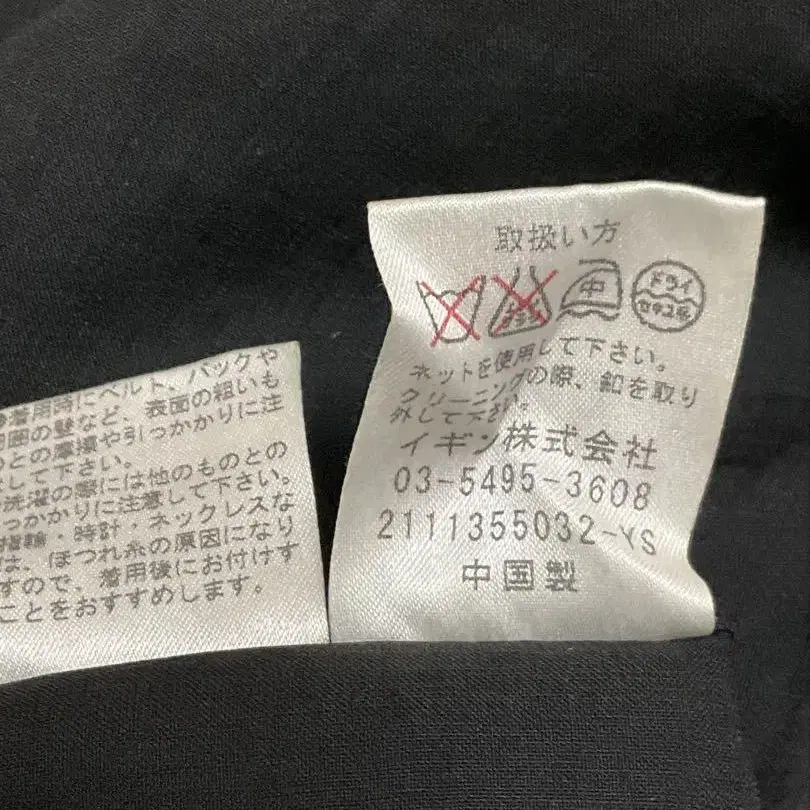 着用時にベルト、バックや
囲の壁など、表面の粗いも
との摩擦や引っかかりに注
して下さい。
洗濯の際には他のものとの
っかかりに注意して下さい。
指輪・時計・ネックレスな
は、ほつれ糸の原因になり
すので、着用後にお付けす
ことをおすすめします。
取扱い方
中
ドライ
セキユ系
ネットを使用して下さい。
クリーニングの際、釦を取り
外して下さい。
イギン株式会社
03-5495-3608
2111355032-YS
中国製